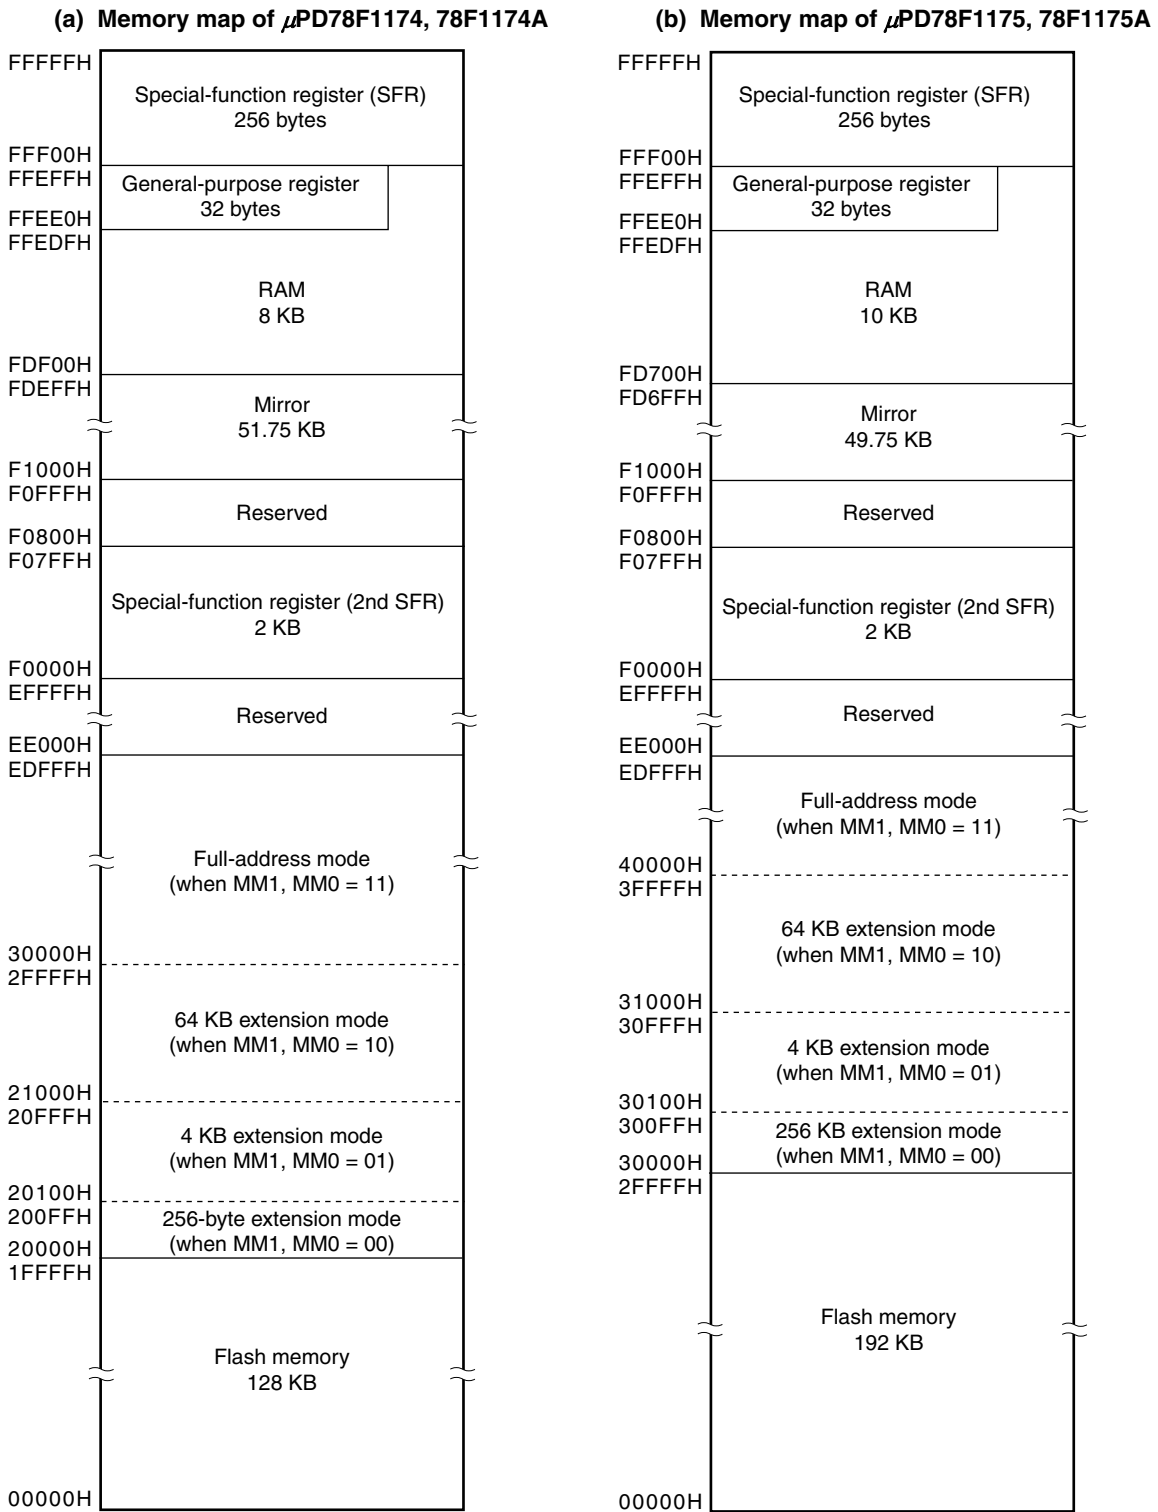 (a) Memory map of μPD78F1174, 78F1174A
FFFFFH
Special-function register (SFR)
256 bytes
FFF00H
FFEFFH
General-purpose register
32 bytes
FFEE0H
FFEDFH
RAM
8 KB
FDF00H
FDEFFH
Mirror
51.75 KB
F1000H
F0FFFH
Reserved
F0800H
F07FFH
Special-function register (2nd SFR)
2 KB
F0000H
EFFFFH
Reserved
EE000H
EDFFFH
Full-address mode
(when MM1, MM0 = 11)
30000H
2FFFFH
64 KB extension mode
(when MM1, MM0 = 10)
21000H
20FFFH
4 KB extension mode
(when MM1, MM0 = 01)
20100H
200FFH
256-byte extension mode
(when MM1, MM0 = 00)
20000H
1FFFFH
Flash memory
128 KB
00000H
(b) Memory map of μPD78F1175, 78F1175A
FFFFFH
Special-function register (SFR)
256 bytes
FFF00H
FFEFFH
General-purpose register
32 bytes
FFEE0H
FFEDFH
RAM
10 KB
FD700H
FD6FFH
Mirror
49.75 KB
F1000H
F0FFFH
Reserved
F0800H
F07FFH
Special-function register (2nd SFR)
2 KB
F0000H
EFFFFH
Reserved
EE000H
EDFFFH
Full-address mode
(when MM1, MM0 = 11)
40000H
3FFFFH
64 KB extension mode
(when MM1, MM0 = 10)
31000H
30FFFH
4 KB extension mode
(when MM1, MM0 = 01)
30100H
300FFH
256 KB extension mode
(when MM1, MM0 = 00)
30000H
2FFFFH
Flash memory
192 KB
00000H